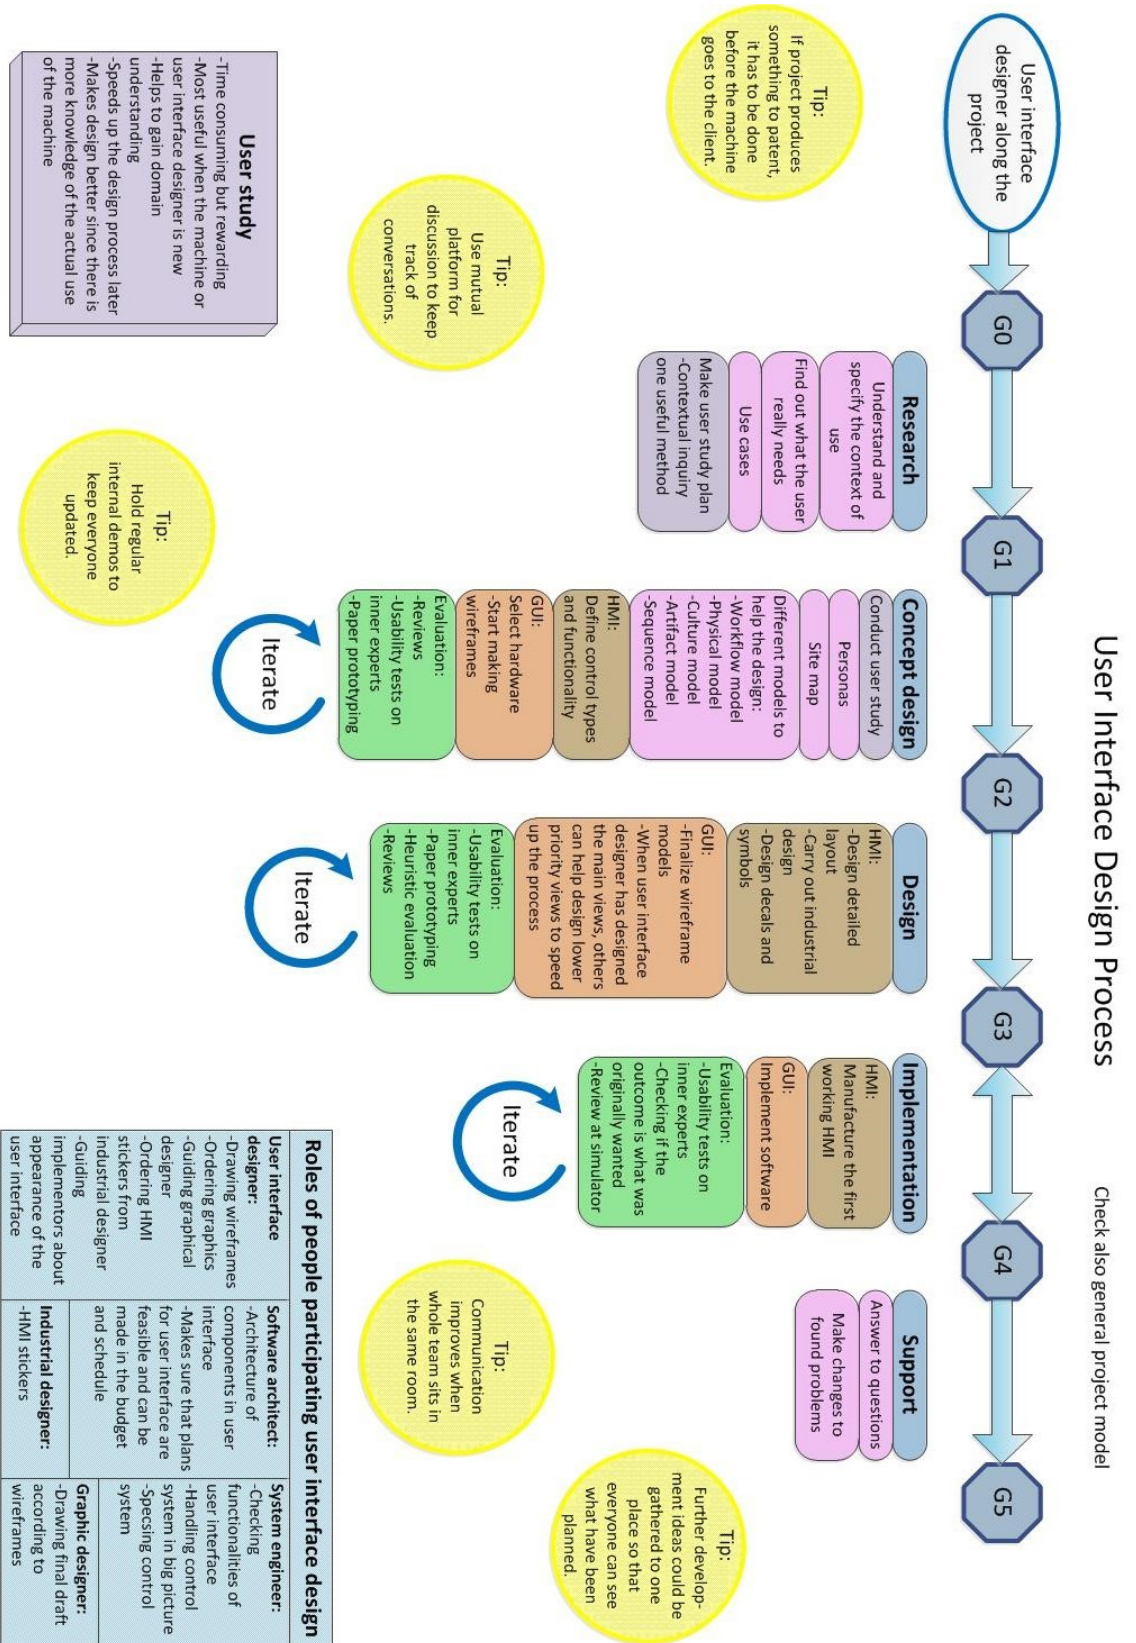 User Interface Design Process
Check also general project model
User interface
designer along the
project
G0
G1
G2
G3
G4
G5
Research
Understand and
specify the context of
use
Find out what the user
really needs
Use cases
Make user study plan
-Contextual inquiry
one useful method
Concept design
Conduct user study
Personas
Site map
Different models to
help the design:
-Workflow model
-Physical model
-Culture model
-Artifact model
-Sequence model
HMI:
Define control types
and functionality
GUI:
Select hardware
-Start making
wireframes
Evaluation:
-Reviews
-Usability tests on
inner experts
-Paper prototyping
Iterate
Design
HMI:
-Design detailed
layout
-Carry out industrial
design
-Design decals and
symbols
GUI:
-Finalize wireframe
models
-When user interface
designer has designed
the main views, others
can help design lower
priority views to speed
up the process
Evaluation:
-Usability tests on
inner experts
-Paper prototyping
-Heuristic evaluation
-Reviews
Iterate
Implementation
HMI:
Manufacture the first
working HMI
GUI:
Implement software
Evaluation:
-Usability tests on
inner experts
-Checking if the
outcome is what was
originally wanted
-Review at simulator
Iterate
Support
Answer to questions
Make changes to
found problems
Tip:
If project produces
something to patent,
it has to be done
before the machine
goes to the client.
Tip:
Use mutual
platform for
discussion to keep
track of
conversations.
Tip:
Hold regular
internal demos to
keep everyone
updated.
Tip:
Communication
improves when
whole team sits in
the same room.
Tip:
Further develop-
ment ideas could be
gathered to one
place so that
everyone can see
what have been
planned.
User study
-Time consuming but rewarding
-Most useful when the machine or
user interface designer is new
-Helps to gain domain
understanding
-Speeds up the design process later
-Makes design better since there is
more knowledge of the actual use
of the machine
Roles of people participating user interface design
User interface
designer:
-Drawing wireframes
-Ordering graphics
-Guiding graphical
designer
-Ordering HMI
stickers from
industrial designer
-Guiding
implementors about
appearance of the
user interface
Software architect:
-Architecture of
components in user
interface
-Makes sure that plans
for user interface are
feasible and can be
made in the budget
and schedule
Industrial designer:
-HMI stickers
System engineer:
-Checking
functionalities of
user interface
-Handling control
system in big picture
-Specsing control
system
Graphic designer:
-Drawing final draft
according to
wireframes